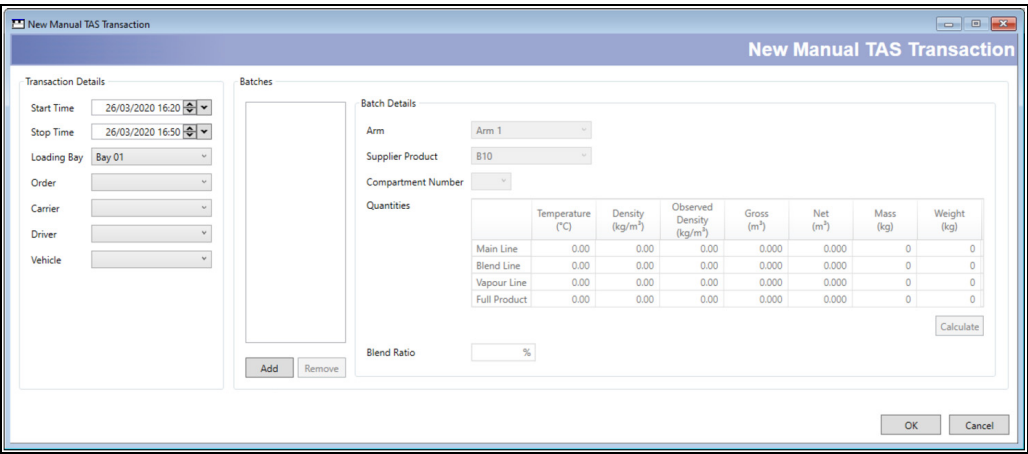 New Manual TAS Transaction
New Manual TAS Transaction
Transaction Details
Start Time 26/03/2020 16:20
Stop Time 26/03/2020 16:50
Loading Bay Bay 01
Order
Carrier
Driver
Vehicle
Batches
Add Remove
Batch Details
Arm Arm 1
Supplier Product B10
Compartment Number
Quantities
Temperature (°C) Density (kg/m³) Observed Density (kg/m³) Gross (m³) Net (m³) Mass (kg) Weight (kg)
Main Line 0.00 0.00 0.00 0.000 0.000 0 0
Blend Line 0.00 0.00 0.00 0.000 0.000 0 0
Vapour Line 0.00 0.00 0.00 0.000 0.000 0 0
Full Product 0.00 0.00 0.00 0.000 0.000 0 0
Calculate
Blend Ratio %
OK Cancel